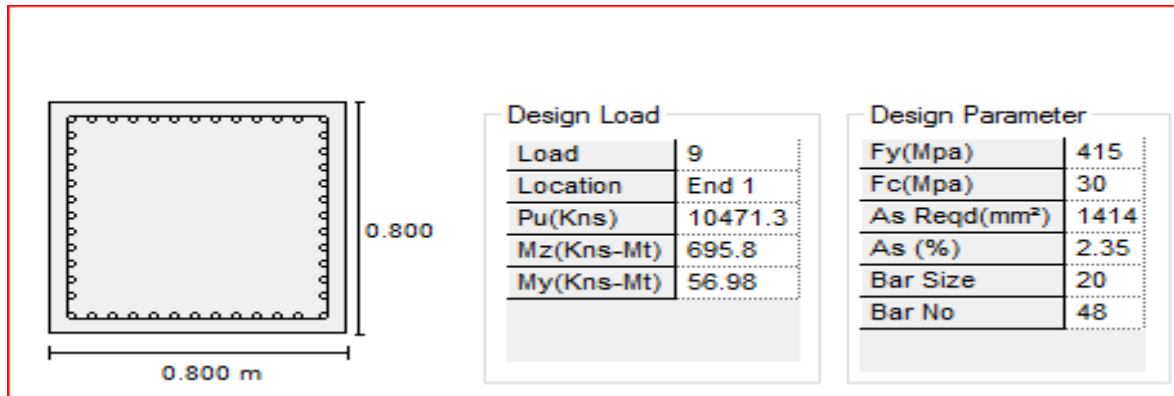 Design Load
Load 9
Location End 1
Pu(Kns) 10471.3
Mz(Kns-Mt) 695.8
My(Kns-Mt) 56.98
Design Parameter
Fy(Mpa) 415
Fc(Mpa) 30
As Reqd(mm²) 1414
As (%) 2.35
Bar Size 20
Bar No 48
0.800
0.800 m